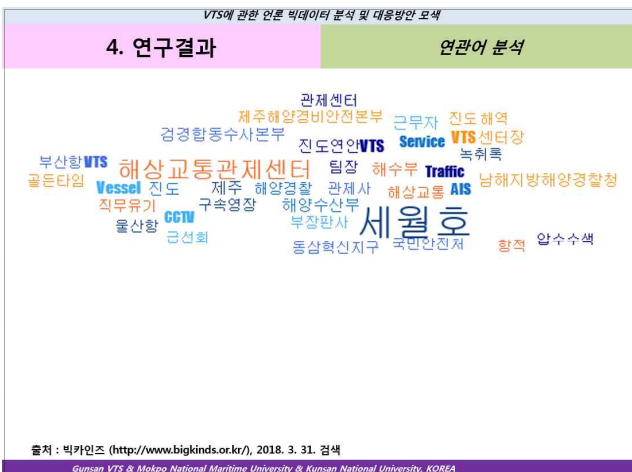 VTS에 관한 언론 빅데이터 분석 및 대응방안 모색
4. 연구결과
연관어 분석
관제센터
제주해양경비안전본부 근무자 진도해역
검경합동수사본부 진도연안VTS Service VTS센터장
녹취록
부산항VTS 해상교통관제센터 팀장 해수부 Traffic
골든타임 Vessel 진도 제주 해양경찰 관제사 해상교통 AIS 남해지방해양경찰청
직무유기 CCTV 구속영장 해양수산부 세월호
울산항 부장판사
근선회 동삼혁신지구 국민안전처 항적 압수수색
출처 : 빅카인즈 (http://www.bigkinds.or.kr/), 2018. 3. 31. 검색
Gunsan VTS & Mokpo National Maritime University & Kunsan National University, KOREA